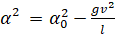 α² = α₀² − gv²/l